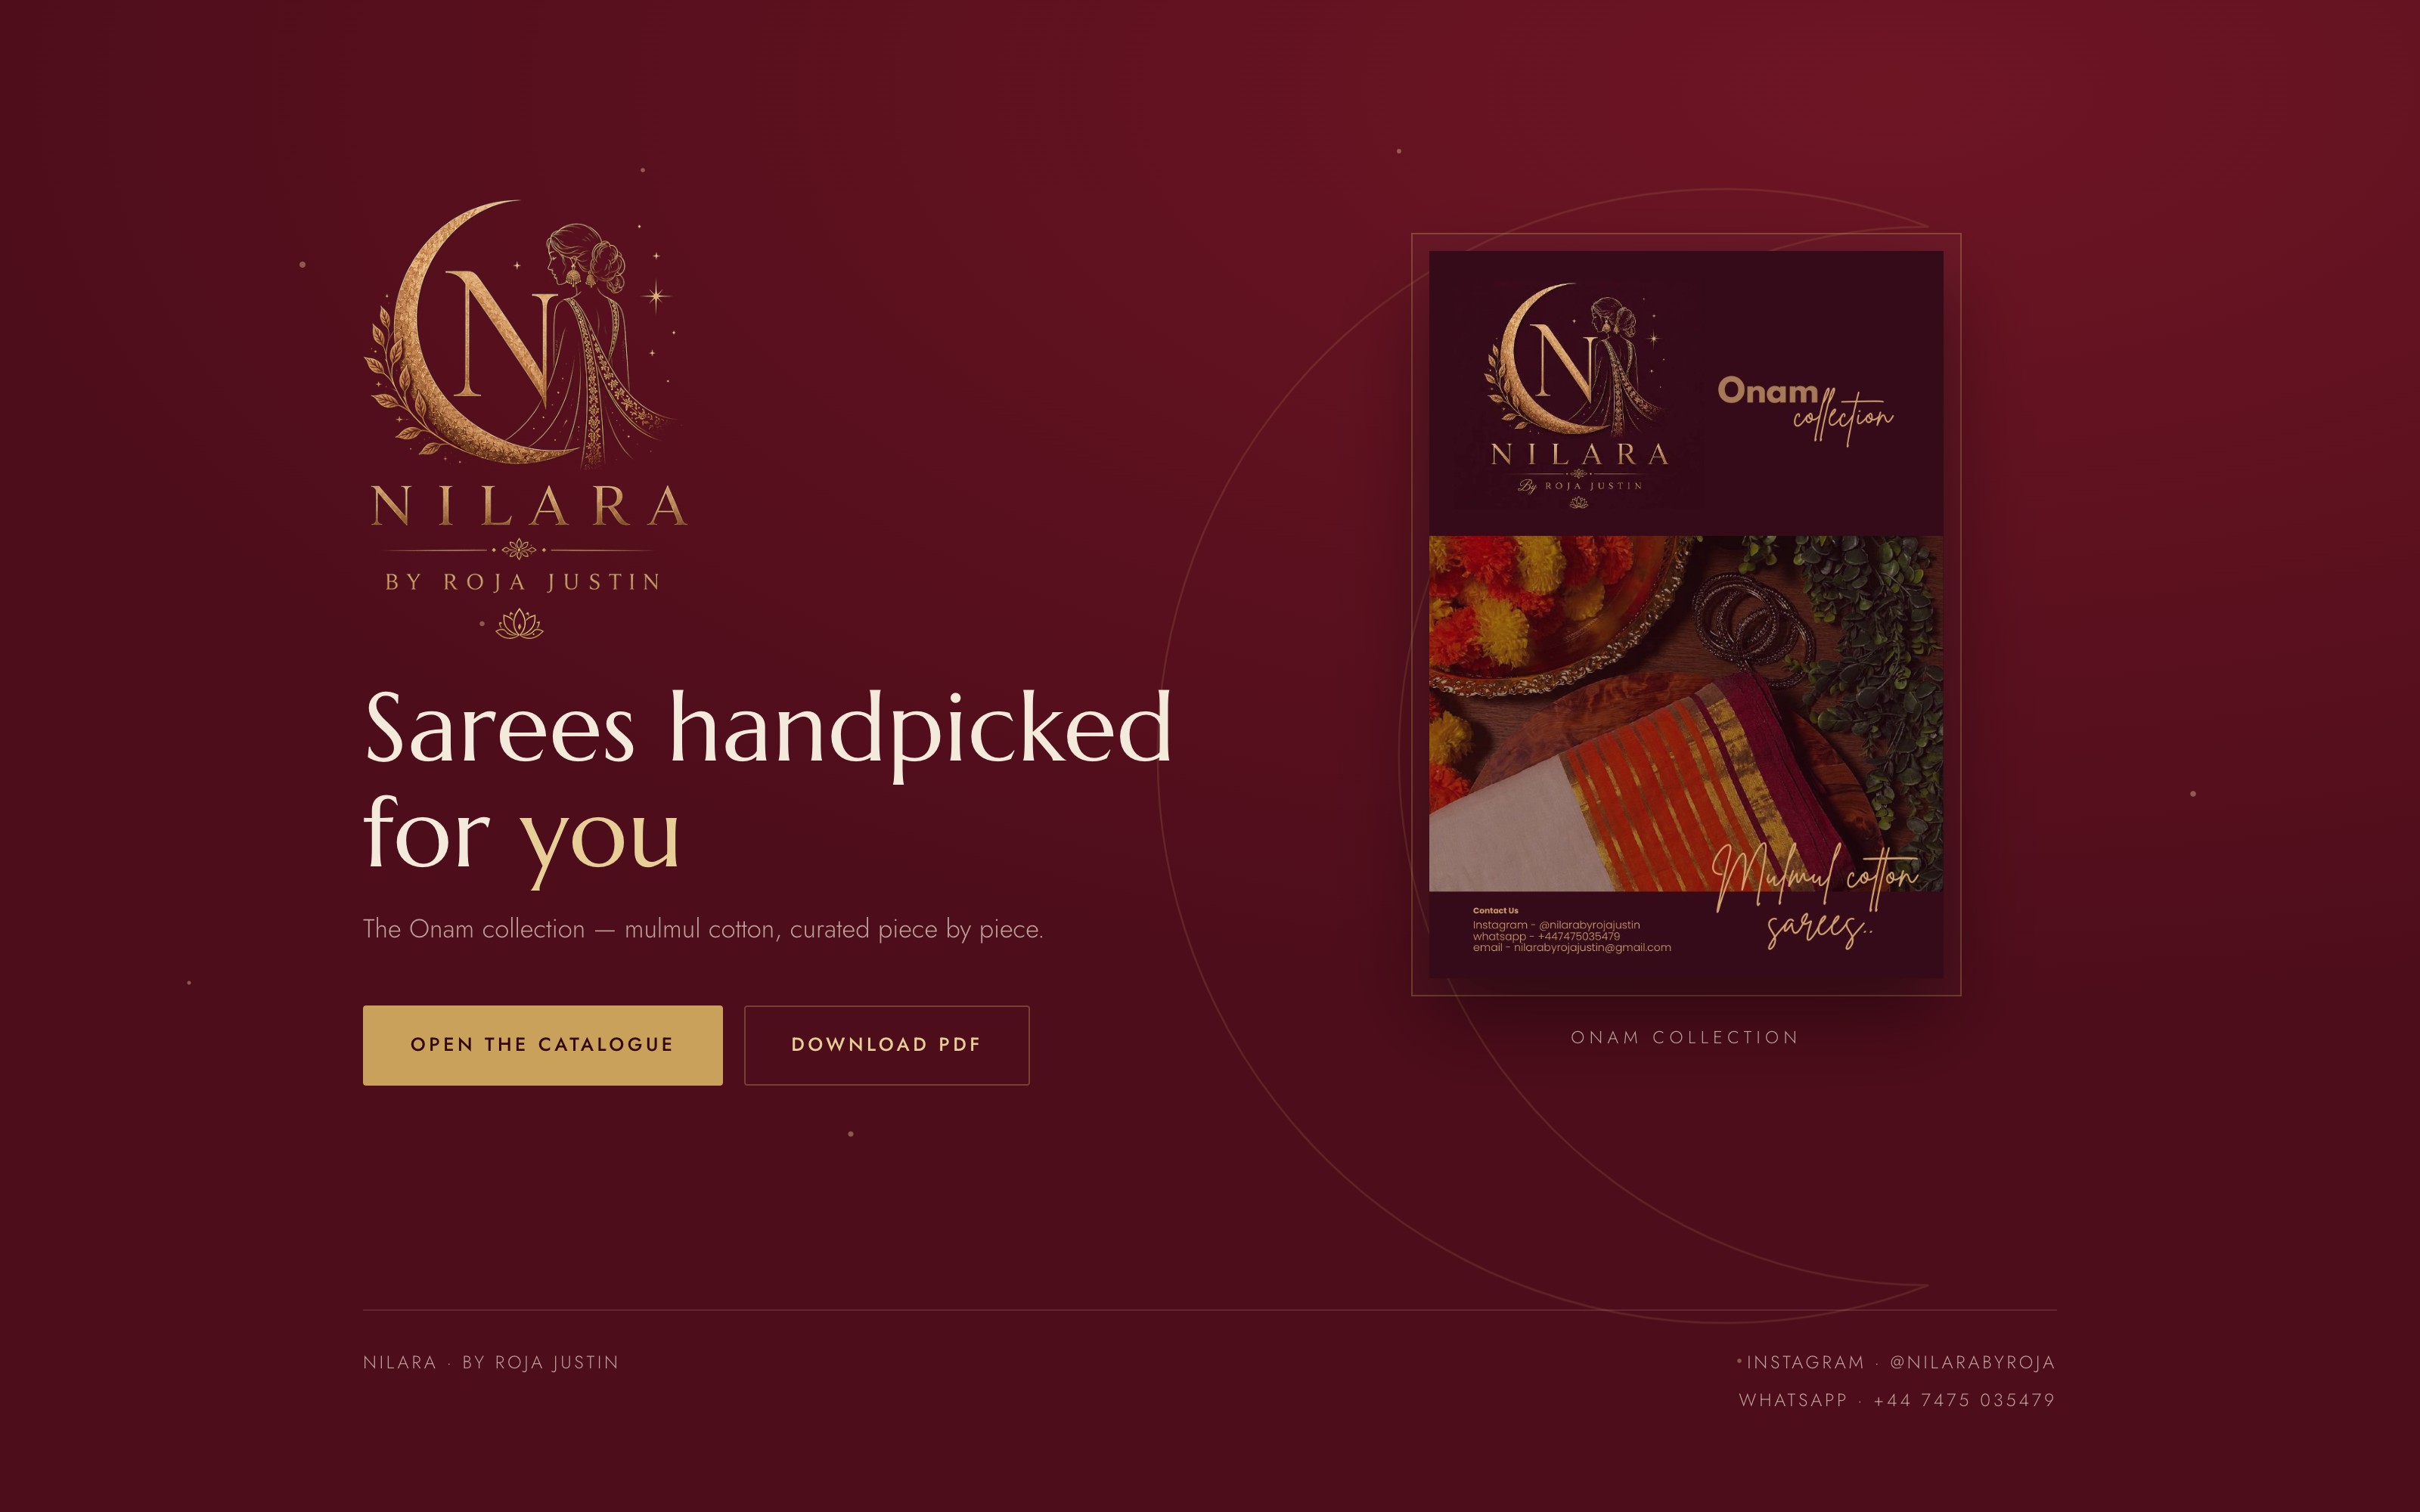 N
NILARA
BY ROJA JUSTIN
Sarees handpicked
for you
The Onam collection — mulmul cotton, curated piece by piece.
OPEN THE CATALOGUE
DOWNLOAD PDF
N
NILARA
By ROJA JUSTIN
Onam
collection
Mulmul cotton
sarees..
Contact Us
Instagram - @nilarabyrojajustin
whatsapp - +447475035479
email - nilarabyrojajustin@gmail.com
ONAM COLLECTION
NILARA · BY ROJA JUSTIN
INSTAGRAM · @NILARABYROJA
WHATSAPP · +44 7475 035479